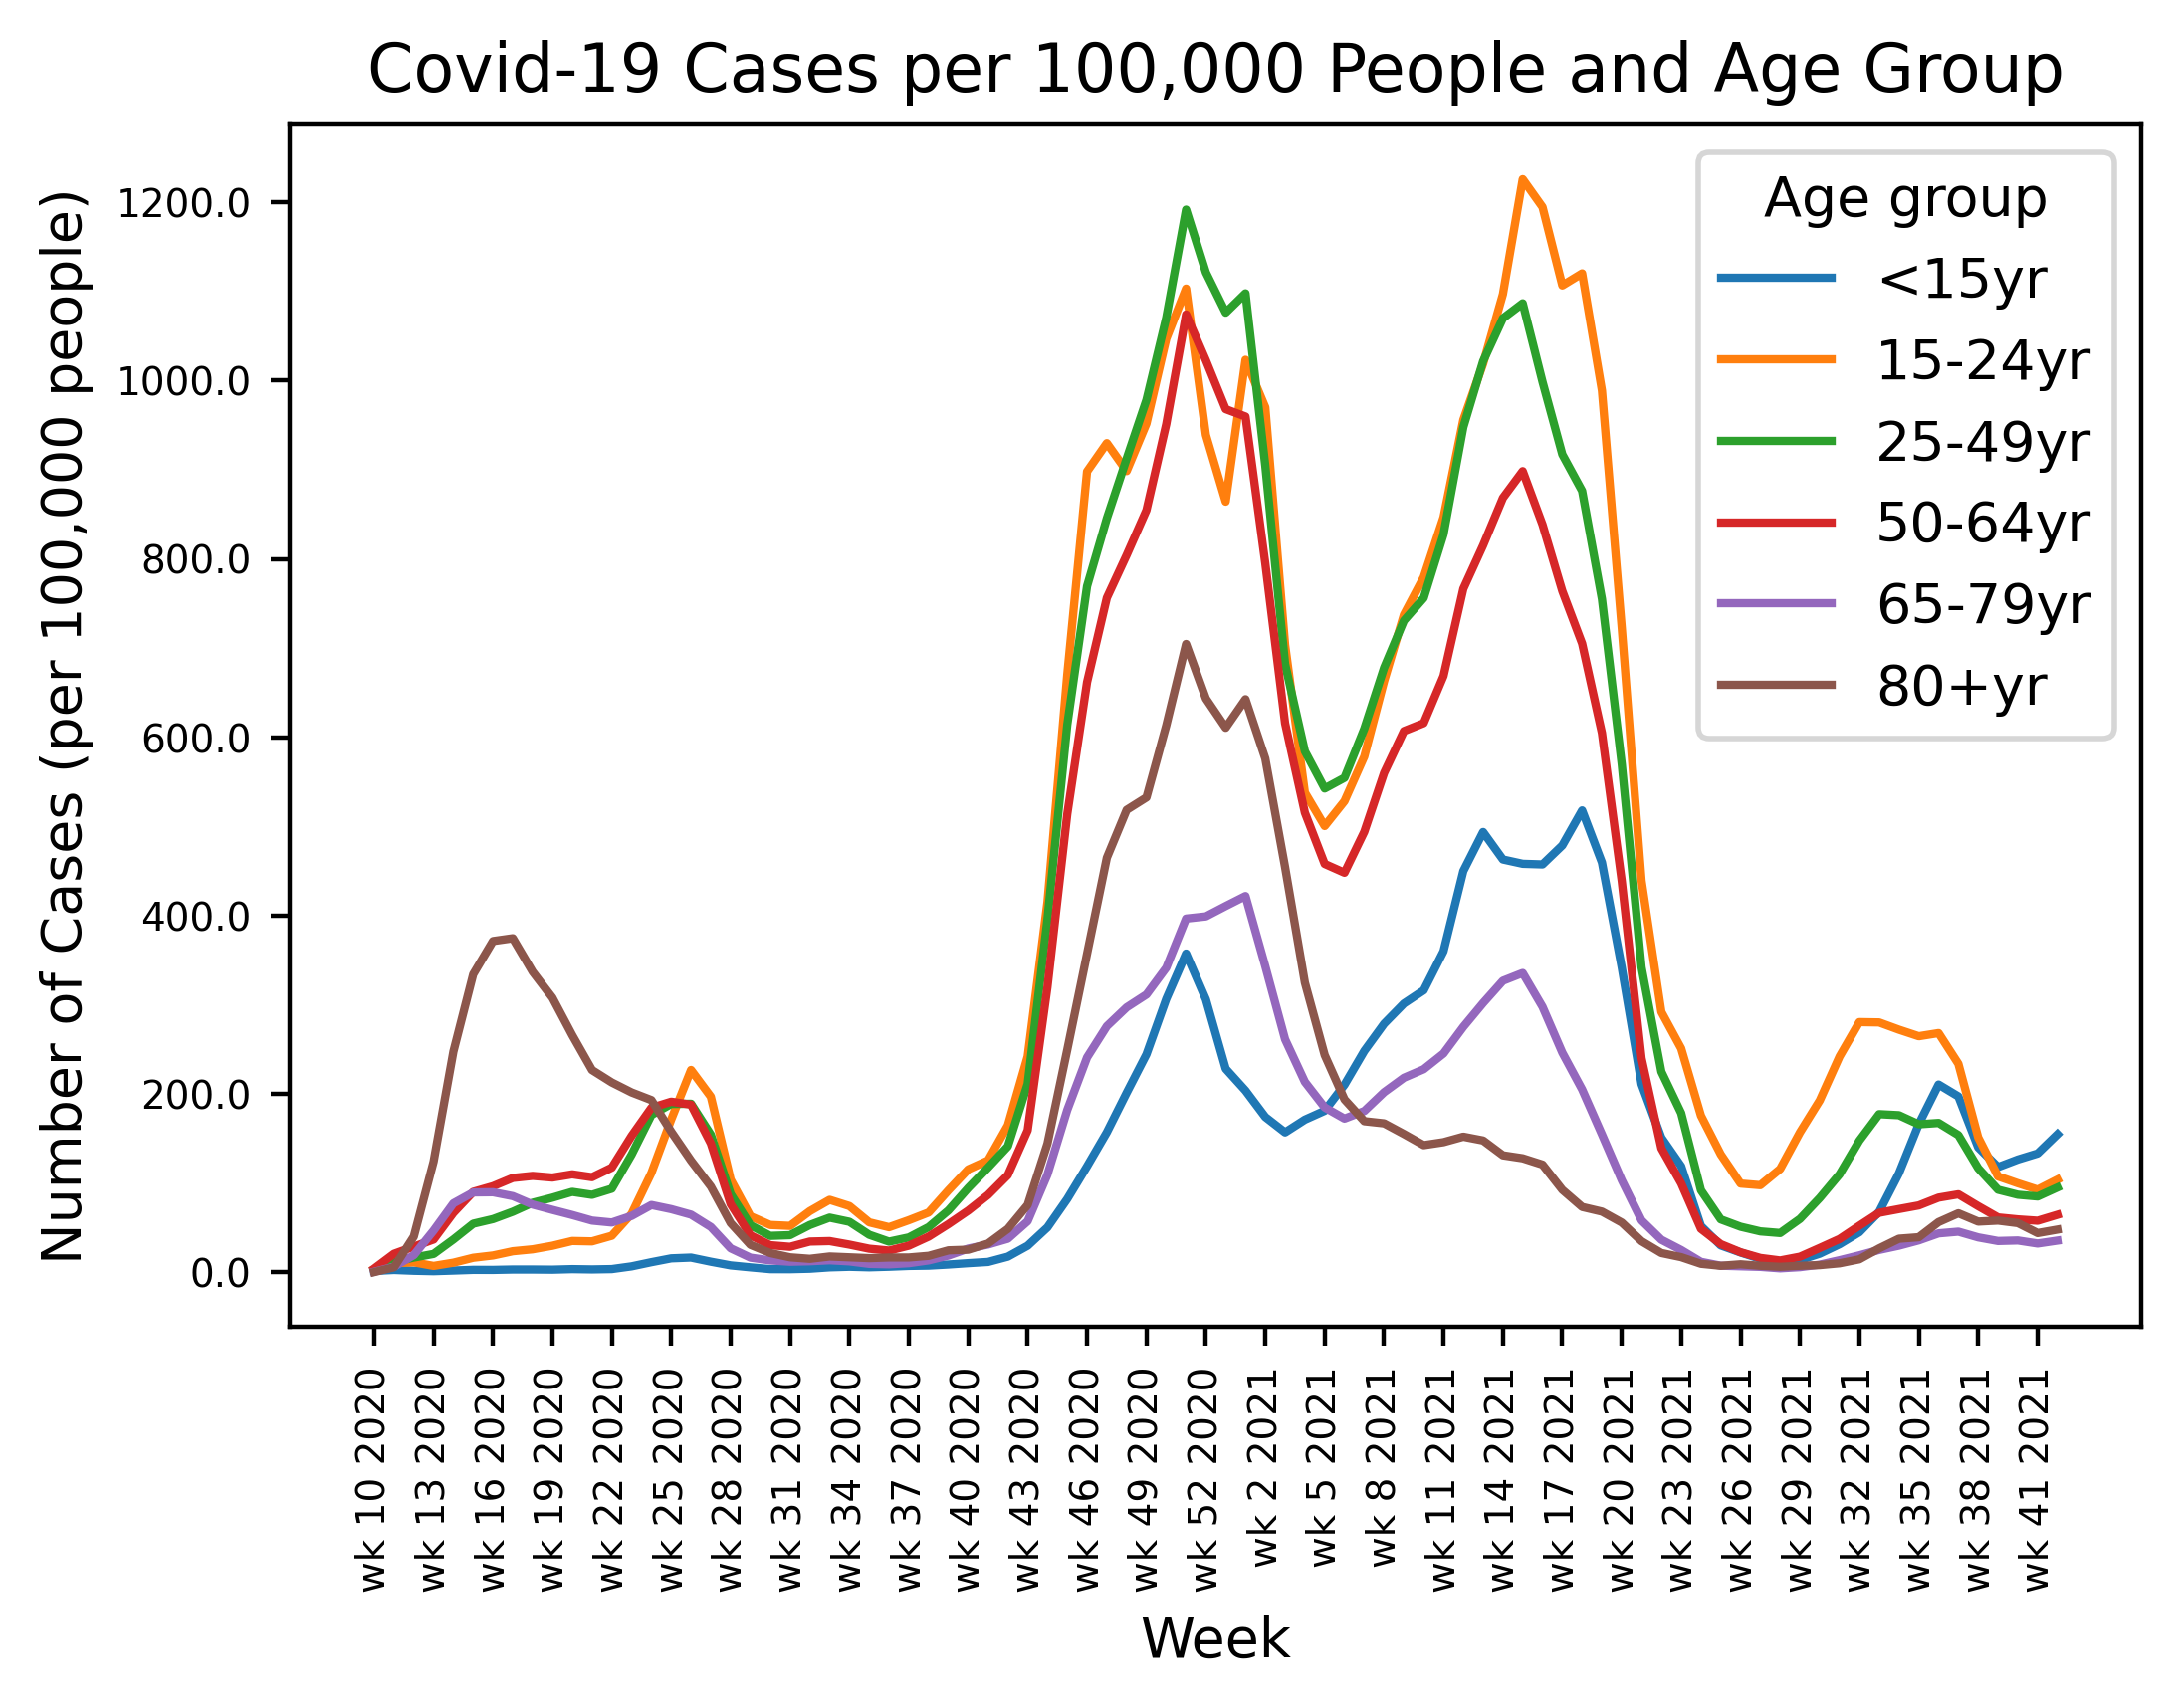 Covid-19 Cases per 100,000 People and Age Group
Number of Cases (per 100,000 people)
1200.0
1000.0
800.0
600.0
400.0
200.0
0.0
Age group
<15yr
15-24yr
25-49yr
50-64yr
65-79yr
80+yr
wk 10 2020
wk 13 2020
wk 16 2020
wk 19 2020
wk 22 2020
wk 25 2020
wk 28 2020
wk 31 2020
wk 34 2020
wk 37 2020
wk 40 2020
wk 43 2020
wk 46 2020
wk 49 2020
wk 52 2020
wk 2 2021
wk 5 2021
wk 8 2021
wk 11 2021
wk 14 2021
wk 17 2021
wk 20 2021
wk 23 2021
wk 26 2021
wk 29 2021
wk 32 2021
wk 35 2021
wk 38 2021
wk 41 2021
Week